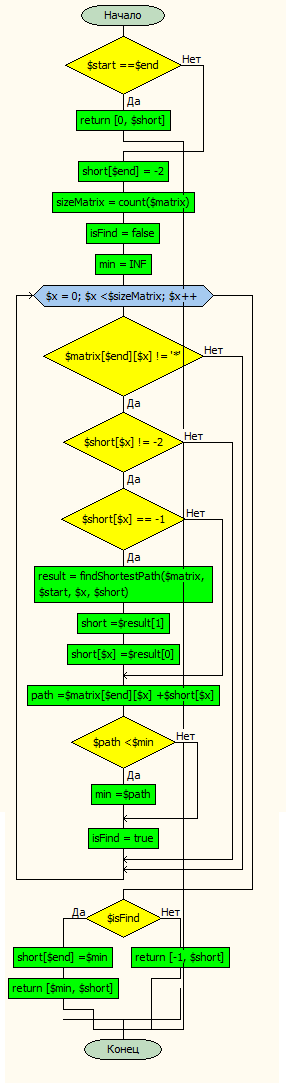 Начало
$start ==$end
Нет
Да
return [0, $short]
short[$end] = -2
sizeMatrix = count($matrix)
isFind = false
min = INF
$x = 0; $x <$sizeMatrix; $x++
$matrix[$end][$x] != '*'
Нет
Да
$short[$x] != -2
Нет
Да
$short[$x] == -1
Нет
Да
result = findShortestPath($matrix,
$start, $x, $short)
short =$result[1]
short[$x] =$result[0]
path =$matrix[$end][$x] +$short[$x]
$path <$min
Нет
Да
min =$path
isFind = true
Да
$isFind
Нет
short[$end] =$min
return [-1, $short]
return [$min, $short]
Конец